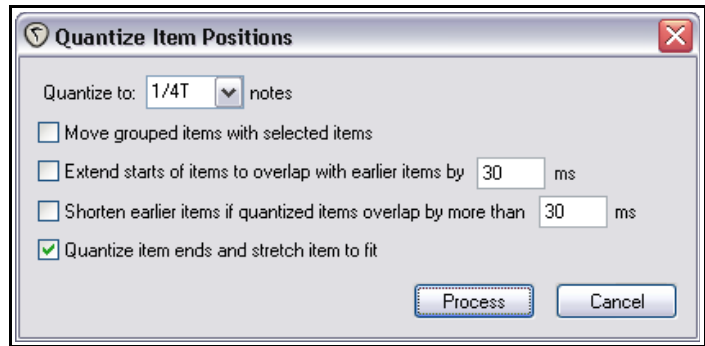 Quantize Item Positions
Quantize to: 1/4T notes
Move grouped items with selected items
Extend starts of items to overlap with earlier items by 30 ms
Shorten earlier items if quantized items overlap by more than 30 ms
Quantize item ends and stretch item to fit
Process Cancel